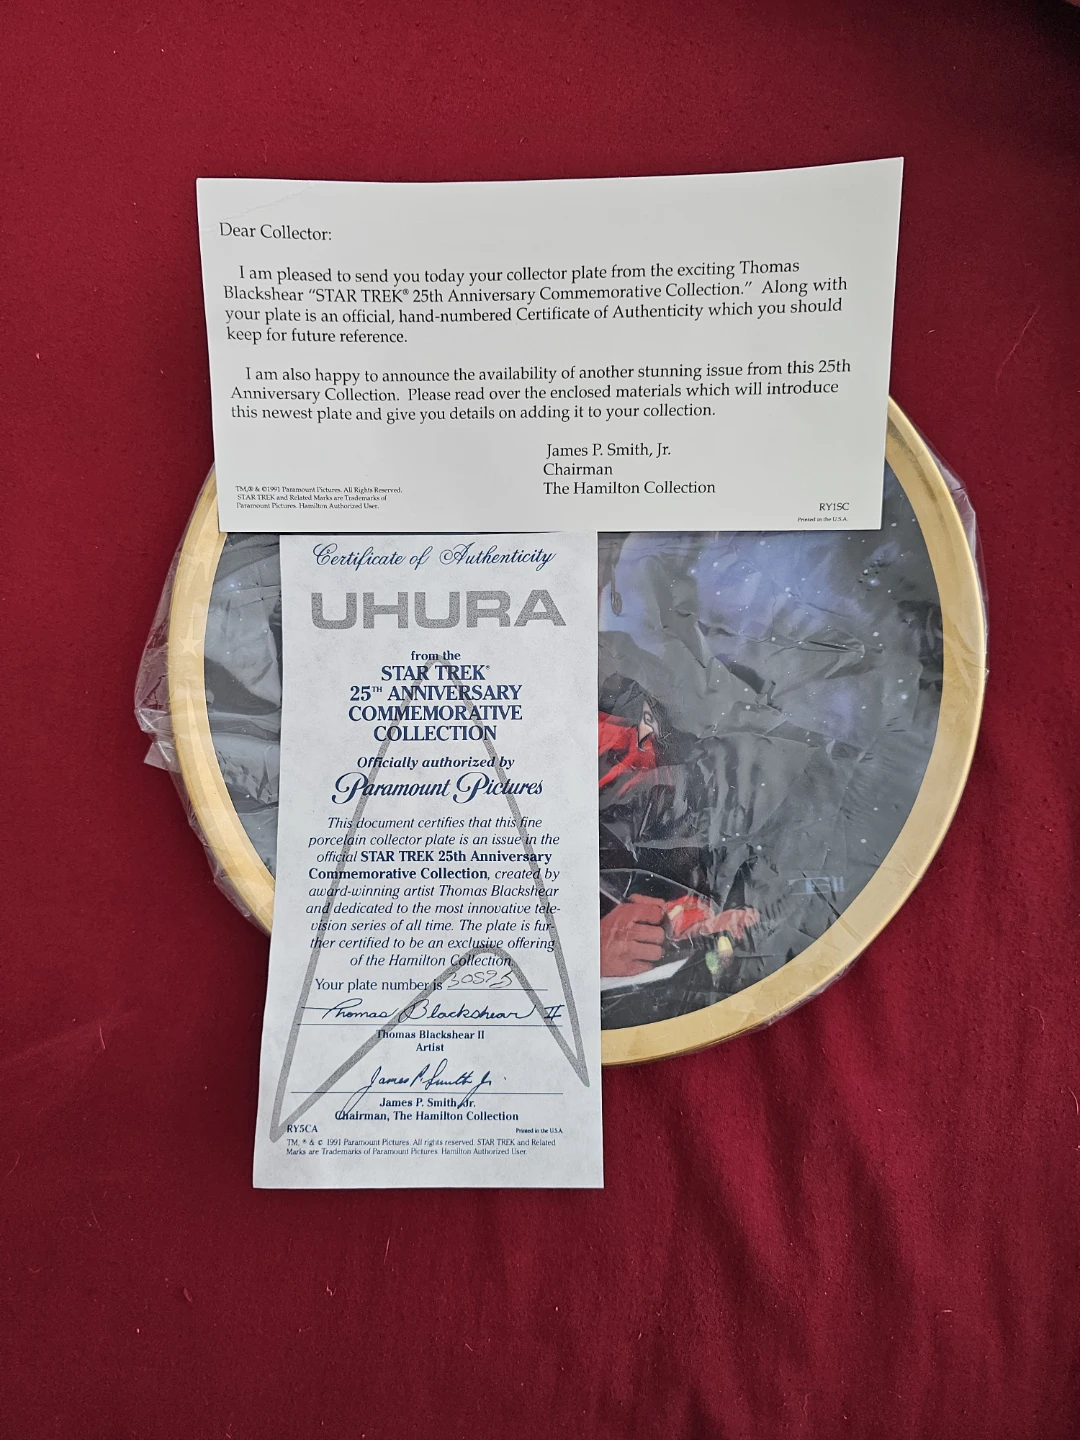 Dear Collector:
I am pleased to send you today your collector plate from the exciting Thomas
Blackshear “STAR TREK® 25th Anniversary Commemorative Collection.” Along with
your plate is an official, hand-numbered Certificate of Authenticity which you should
keep for future reference.
I am also happy to announce the availability of another stunning issue from this 25th
Anniversary Collection. Please read over the enclosed materials which will introduce
this newest plate and give you details on adding it to your collection.
James P. Smith, Jr.
Chairman
The Hamilton Collection
TM,® & ©1991 Paramount Pictures. All Rights Reserved.
STAR TREK and Related Marks are Trademarks of
Paramount Pictures. Hamilton Authorized User.
RY1SC
Printed in the U.S.A.
Certificate of Authenticity
UHURA
from the
STAR TREK®
25TH ANNIVERSARY
COMMEMORATIVE
COLLECTION
Officially authorized by
Paramount Pictures
This document certifies that this fine
porcelain collector plate is an issue in the
official STAR TREK 25th Anniversary
Commemorative Collection, created by
award-winning artist Thomas Blackshear
and dedicated to the most innovative tele-
vision series of all time. The plate is fur-
ther certified to be an exclusive offering
of the Hamilton Collection.
Your plate number is
Thomas Blackshear II
Thomas Blackshear II
Artist
James P. Smith Jr.
James P. Smith, Jr.
Chairman, The Hamilton Collection
RY5CA
Printed in the U.S.A.
TM, ® & © 1991 Paramount Pictures. All rights reserved. STAR TREK and Related
Marks are Trademarks of Paramount Pictures. Hamilton Authorized User.